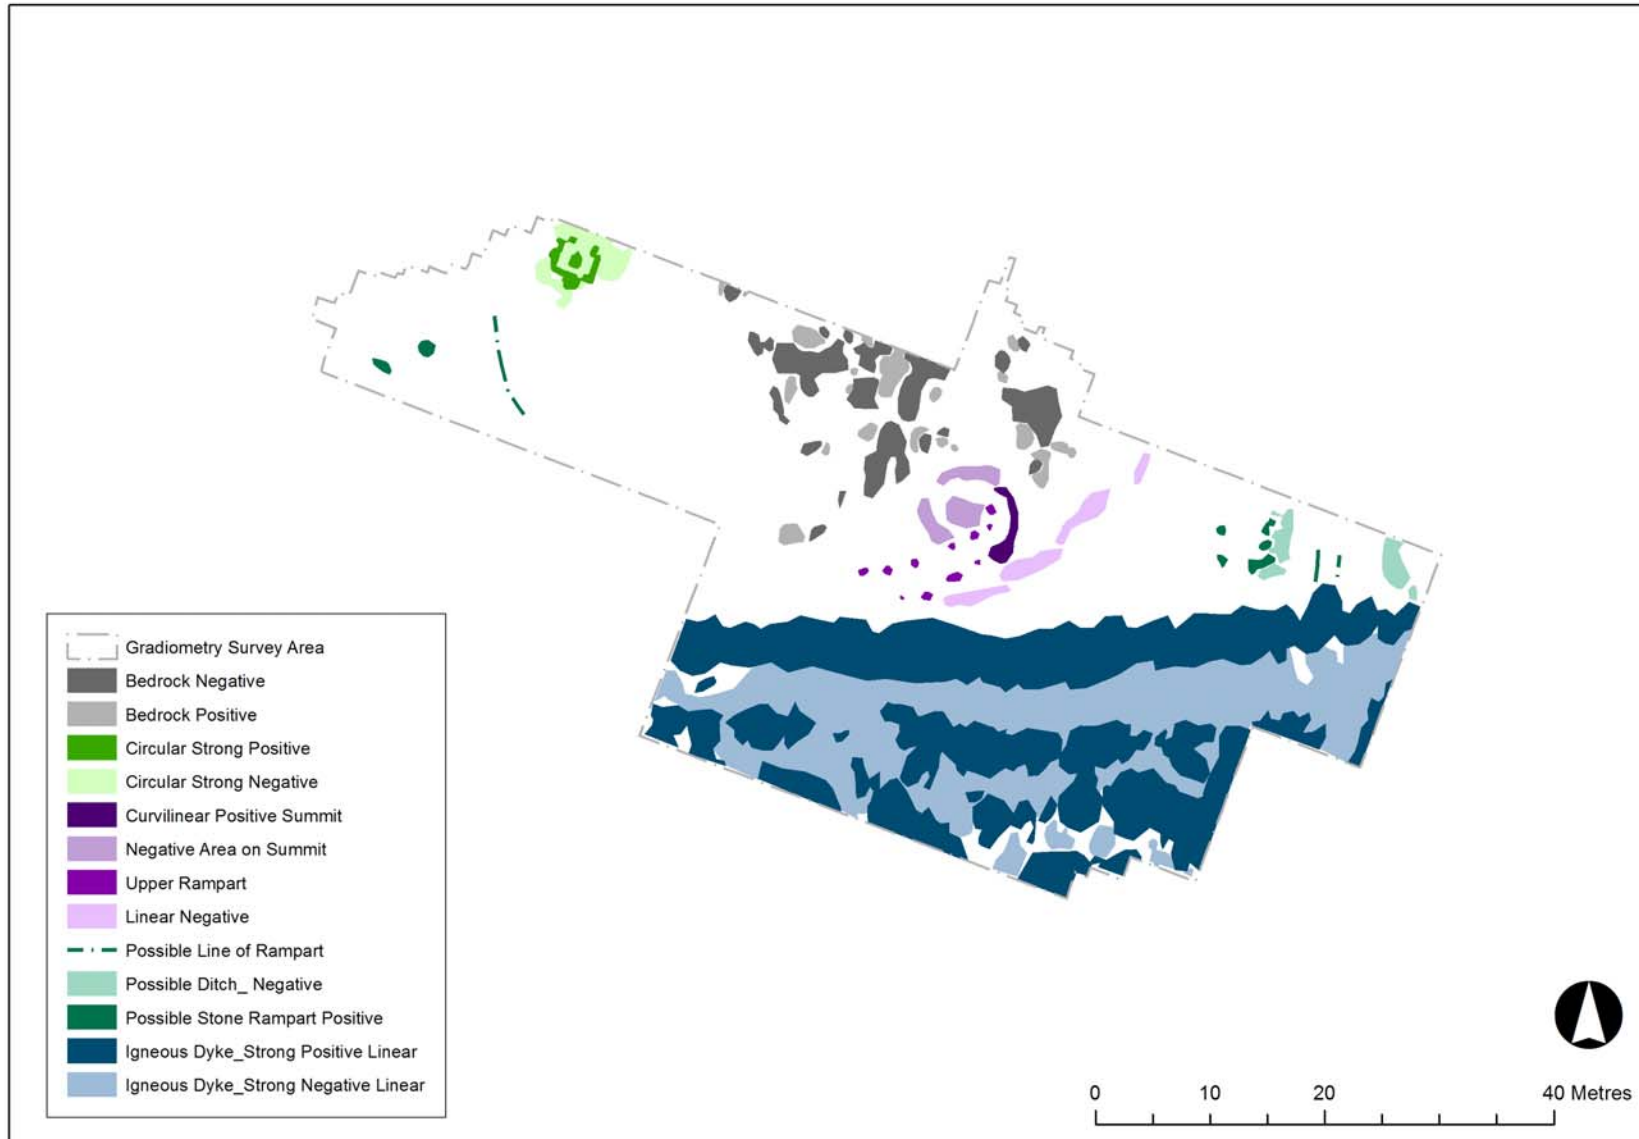 Gradiometry Survey Area
Bedrock Negative
Bedrock Positive
Circular Strong Positive
Circular Strong Negative
Curvilinear Positive Summit
Negative Area on Summit
Upper Rampart
Linear Negative
Possible Line of Rampart
Possible Ditch_ Negative
Possible Stone Rampart Positive
Igneous Dyke_Strong Positive Linear
Igneous Dyke_Strong Negative Linear
0 10 20 40 Metres